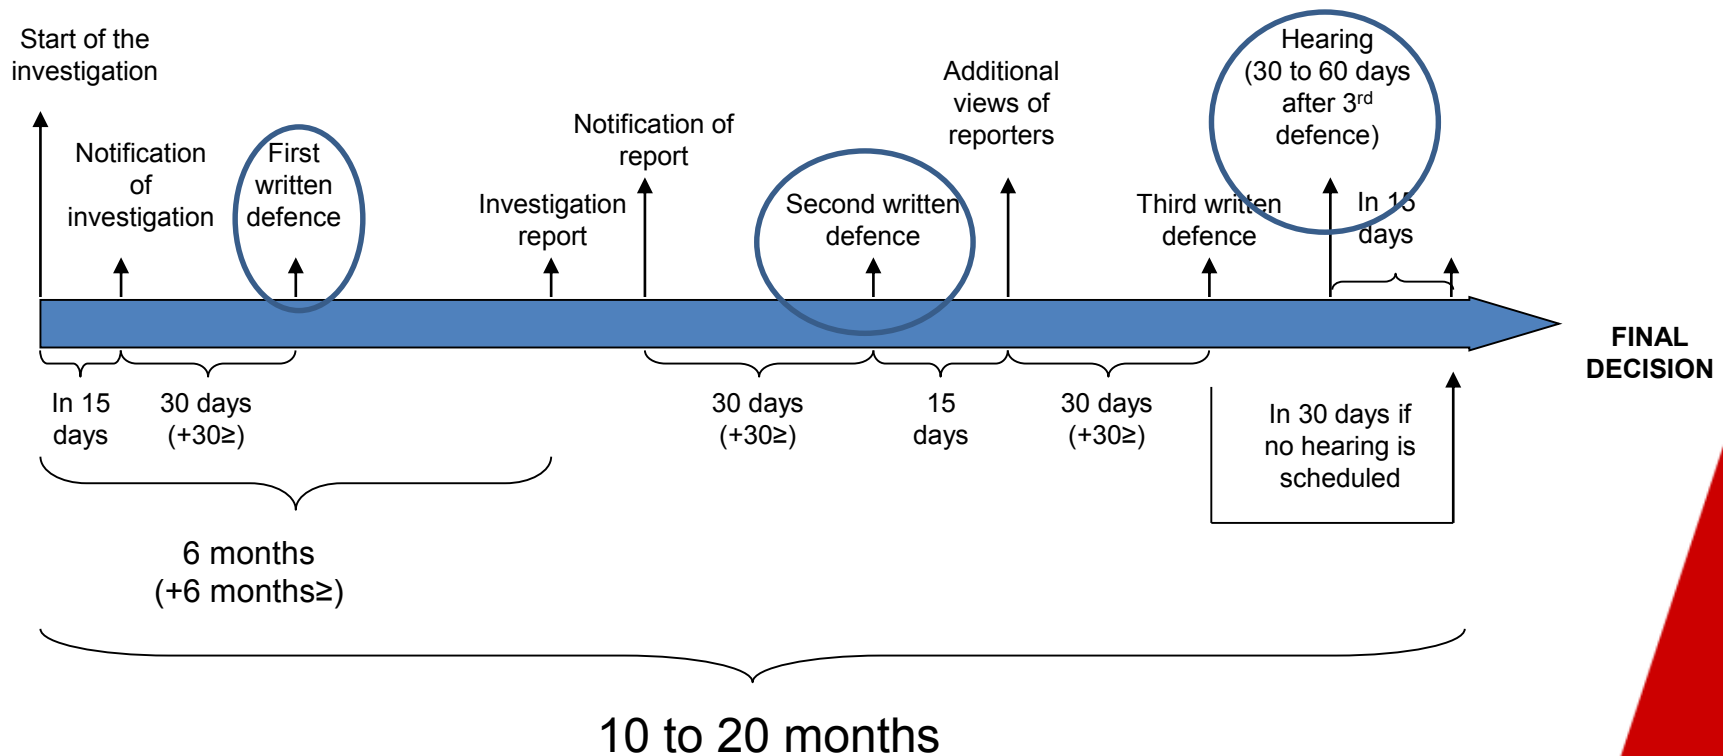 Start of the
investigation
Notification
of
investigation
First
written
defence
Investigation
report
Notification of
report
Second written
defence
Additional
views of
reporters
Third written
defence
Hearing
(30 to 60 days
after 3rd
defence)
In 15
days
FINAL
DECISION
In 15
days
30 days
(+30≥)
30 days
(+30≥)
15
days
30 days
(+30≥)
In 30 days if
no hearing is
scheduled
6 months
(+6 months≥)
10 to 20 months